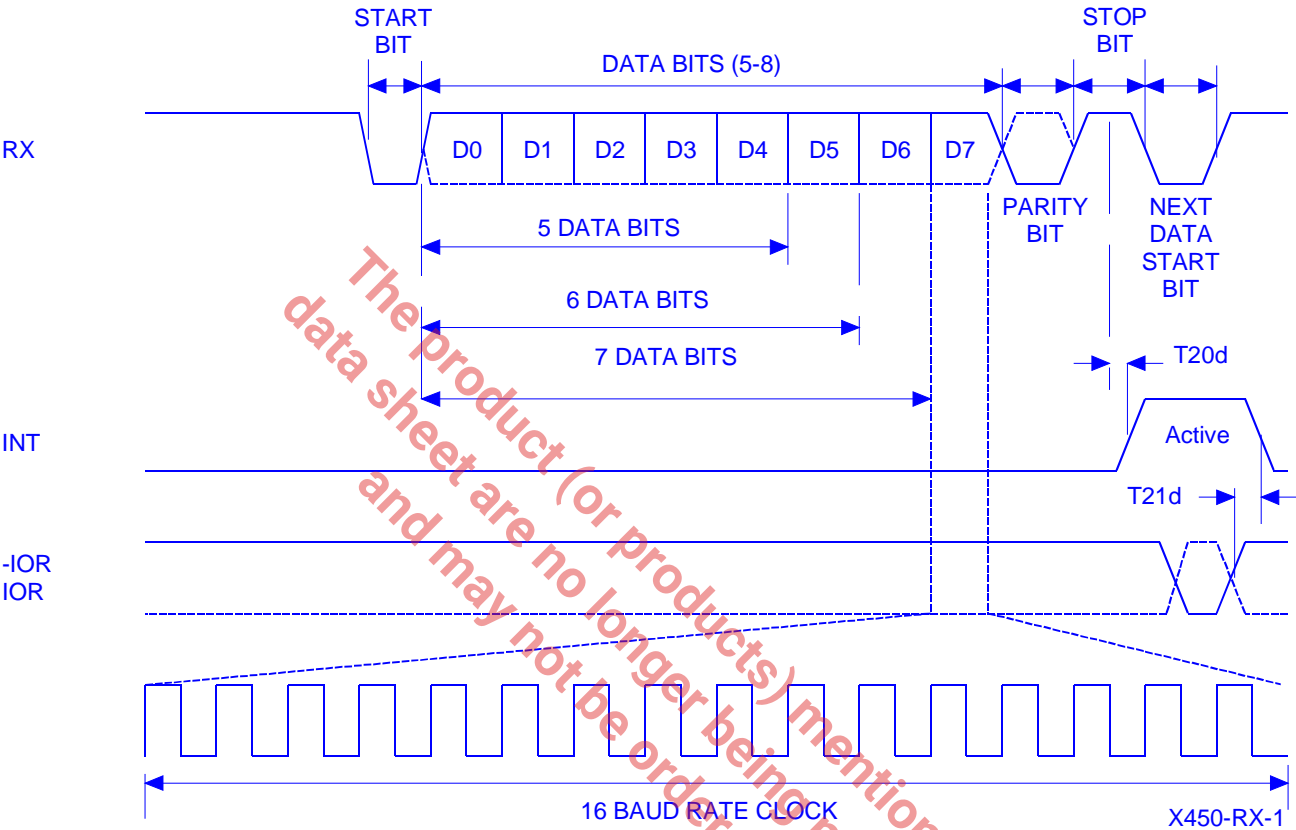 START
BIT
STOP
BIT
DATA BITS (5-8)
RX
D0 D1 D2 D3 D4 D5 D6 D7
PARITY
BIT
NEXT
DATA
START
BIT
5 DATA BITS
6 DATA BITS
7 DATA BITS
T20d
INT
Active
T21d
-IOR
IOR
16 BAUD RATE CLOCK
X450-RX-1
The product (or products) mention
data sheet are no longer being
and may not be order